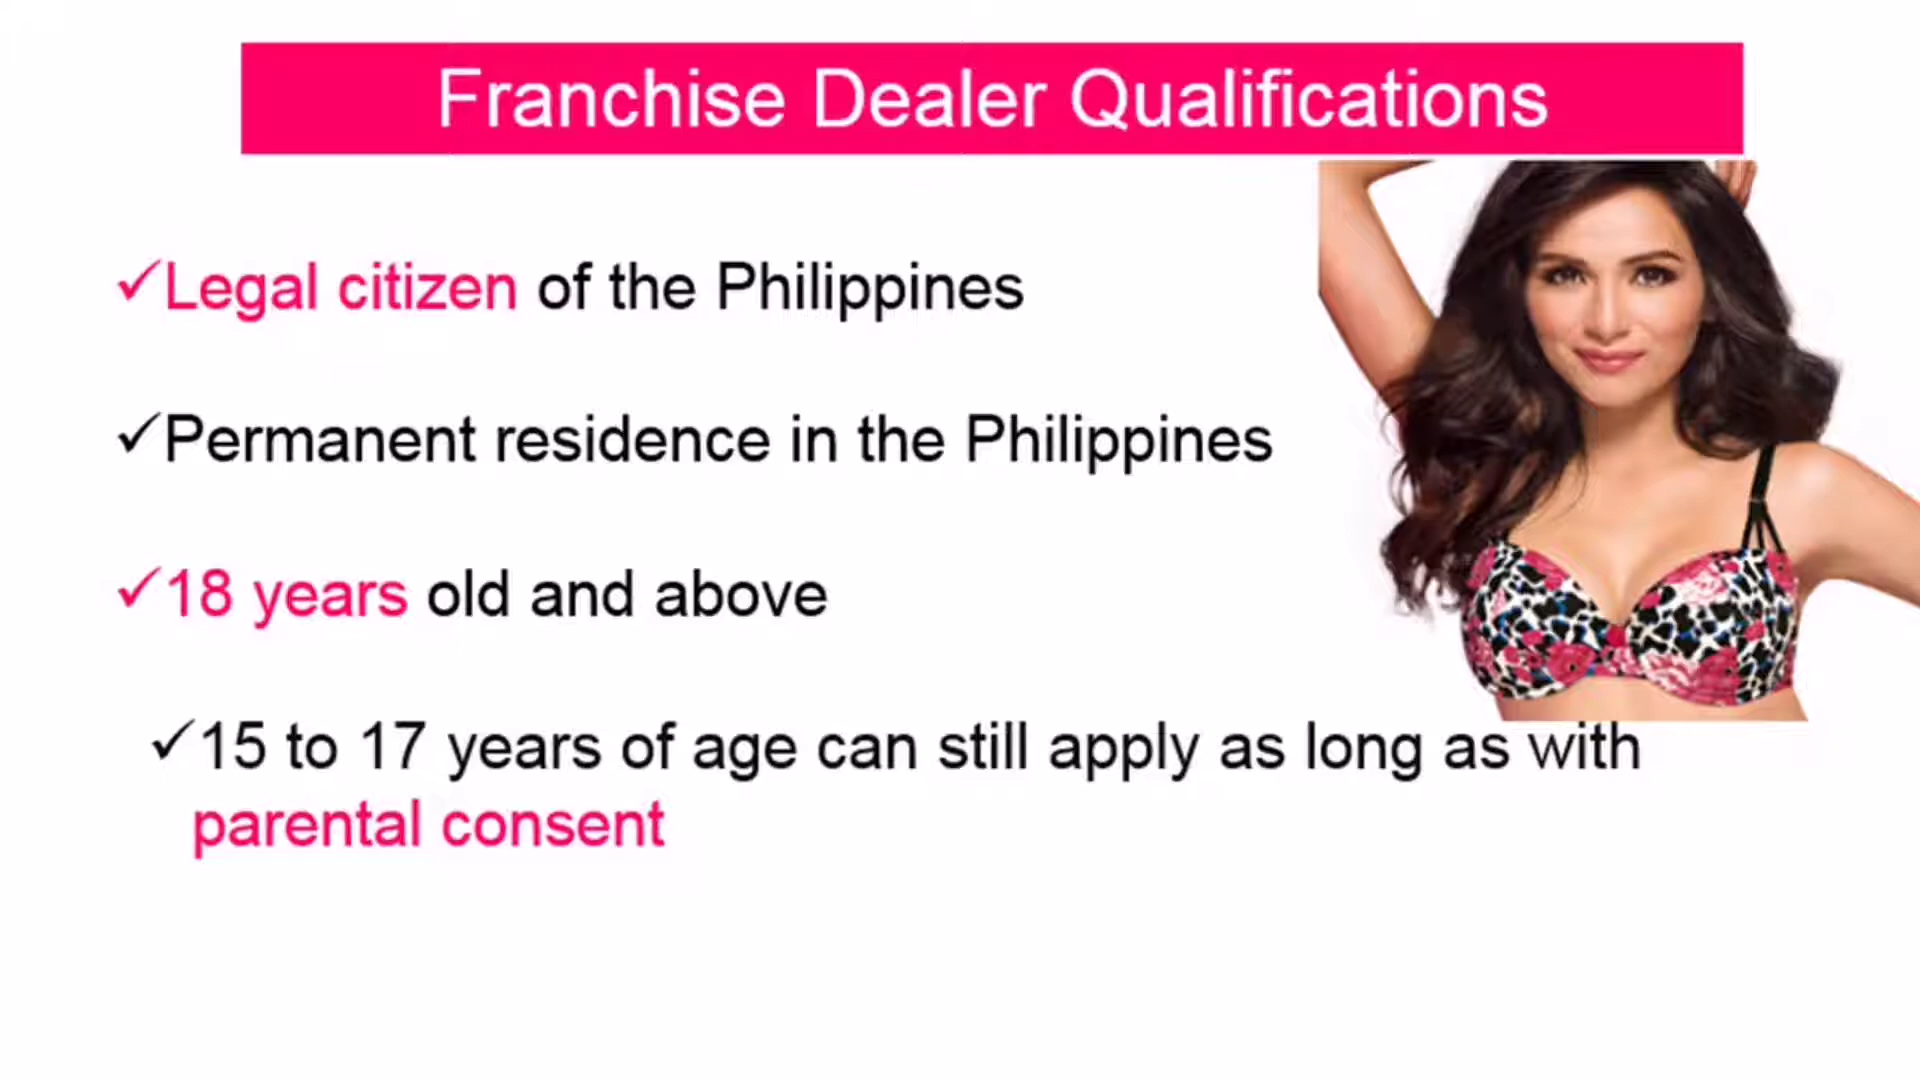 Franchise Dealer Qualifications
✓Legal citizen of the Philippines
✓Permanent residence in the Philippines
✓18 years old and above
✓15 to 17 years of age can still apply as long as with
parental consent